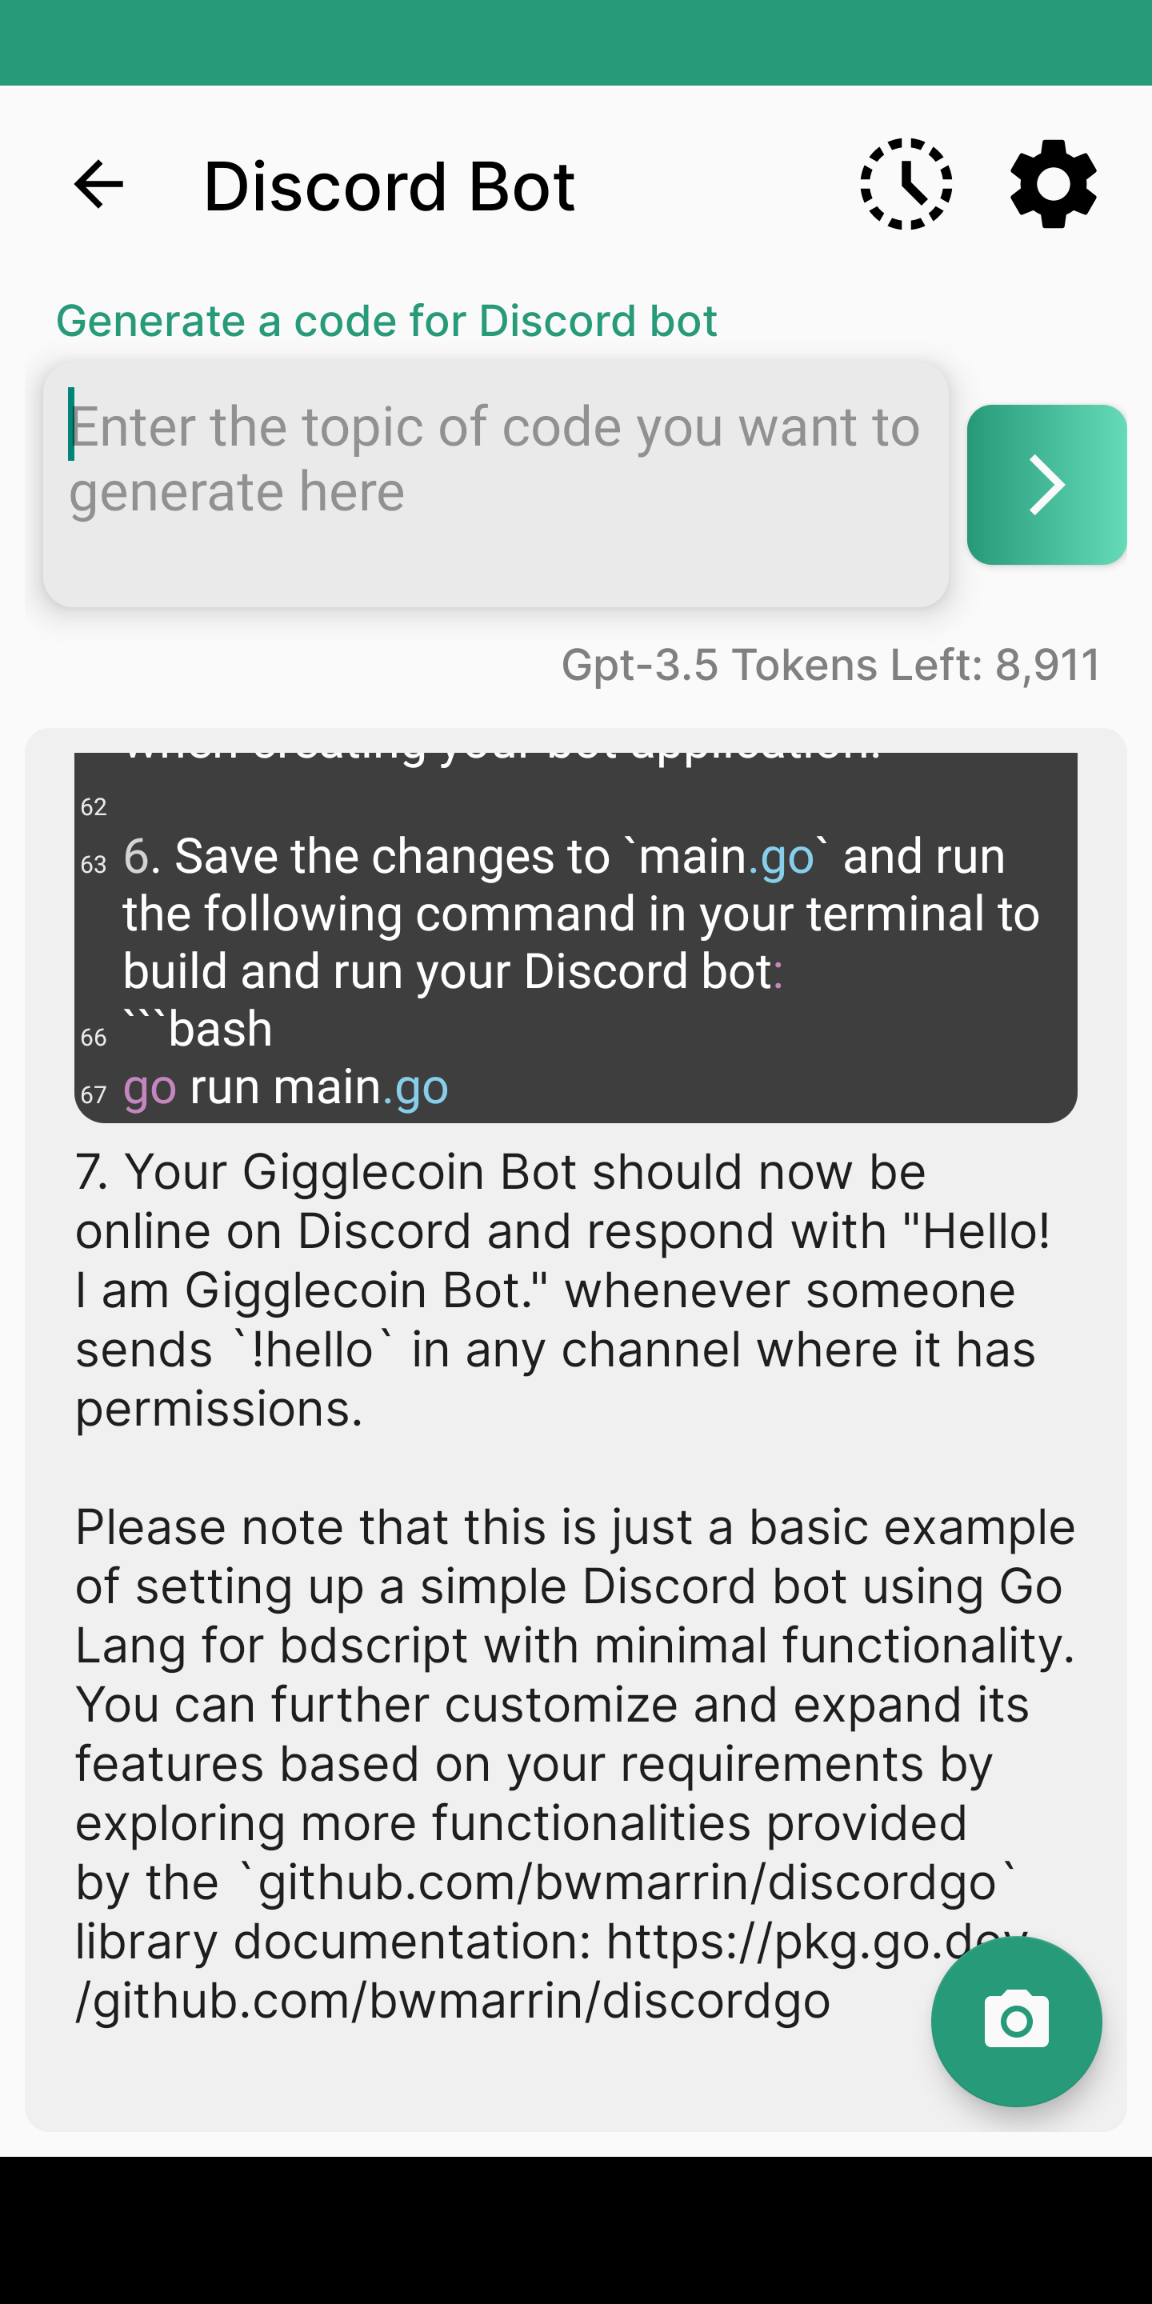 Discord Bot
Generate a code for Discord bot
Enter the topic of code you want to
generate here
Gpt-3.5 Tokens Left: 8,911
when creating your bot application.
62
63 6. Save the changes to `main.go` and run
the following command in your terminal to
build and run your Discord bot:
66 ```bash
67 go run main.go
7. Your Gigglecoin Bot should now be
online on Discord and respond with "Hello!
I am Gigglecoin Bot." whenever someone
sends `!hello` in any channel where it has
permissions.
Please note that this is just a basic example
of setting up a simple Discord bot using Go
Lang for bdscript with minimal functionality.
You can further customize and expand its
features based on your requirements by
exploring more functionalities provided
by the `github.com/bwmarrin/discordgo`
library documentation: https://pkg.go.dev
/github.com/bwmarrin/discordgo